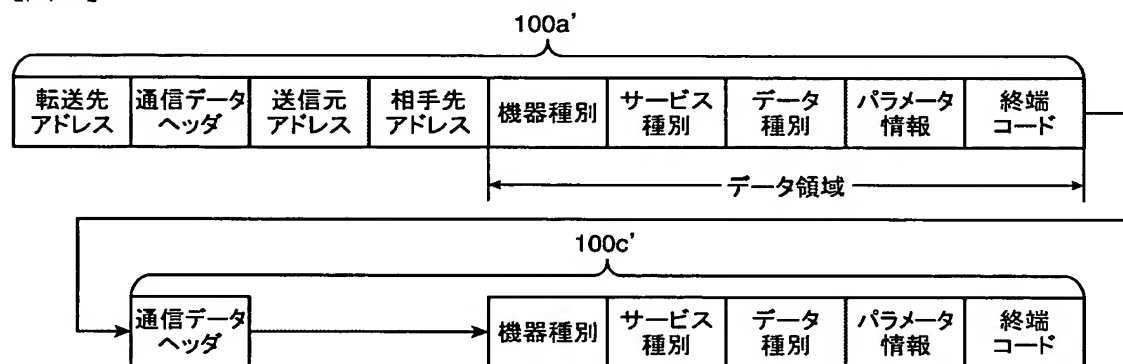 100a’
転送先
アドレス
通信データ
ヘッダ
送信元
アドレス
相手先
アドレス
機器種別
サービス
種別
データ
種別
パラメータ
情報
終端
コード
データ領域
100c’
通信データ
ヘッダ
機器種別
サービス
種別
データ
種別
パラメータ
情報
終端
コード